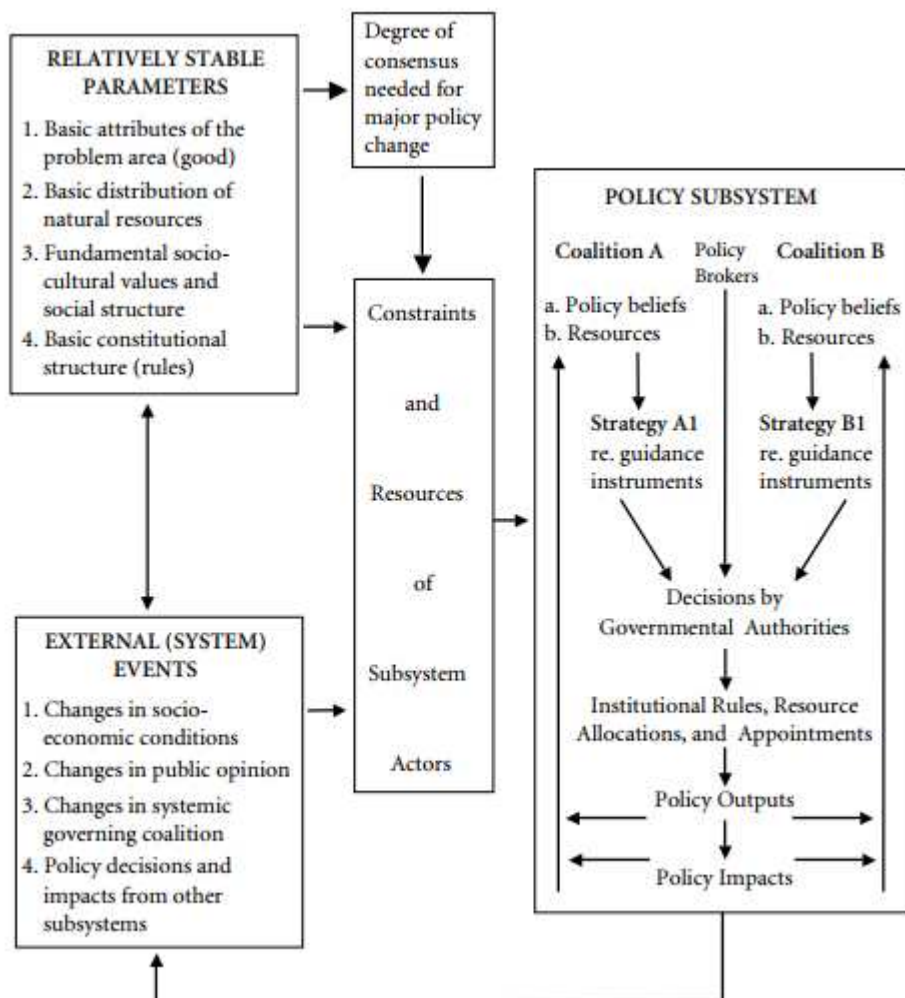 RELATIVELY STABLE
PARAMETERS
1. Basic attributes of the
problem area (good)
2. Basic distribution of
natural resources
3. Fundamental socio-
cultural values and
social structure
4. Basic constitutional
structure (rules)
Degree of
consensus
needed for
major policy
change
EXTERNAL (SYSTEM)
EVENTS
1. Changes in socio-
economic conditions
2. Changes in public opinion
3. Changes in systemic
governing coalition
4. Policy decisions and
impacts from other
subsystems
Constraints
and
Resources
of
Subsystem
Actors
POLICY SUBSYSTEM
Coalition A
a. Policy beliefs
b. Resources
Strategy A1
re. guidance
instruments
Policy
Brokers
Coalition B
a. Policy beliefs
b. Resources
Strategy B1
re. guidance
instruments
Decisions by
Governmental Authorities
Institutional Rules, Resource
Allocations, and Appointments
Policy Outputs
Policy Impacts